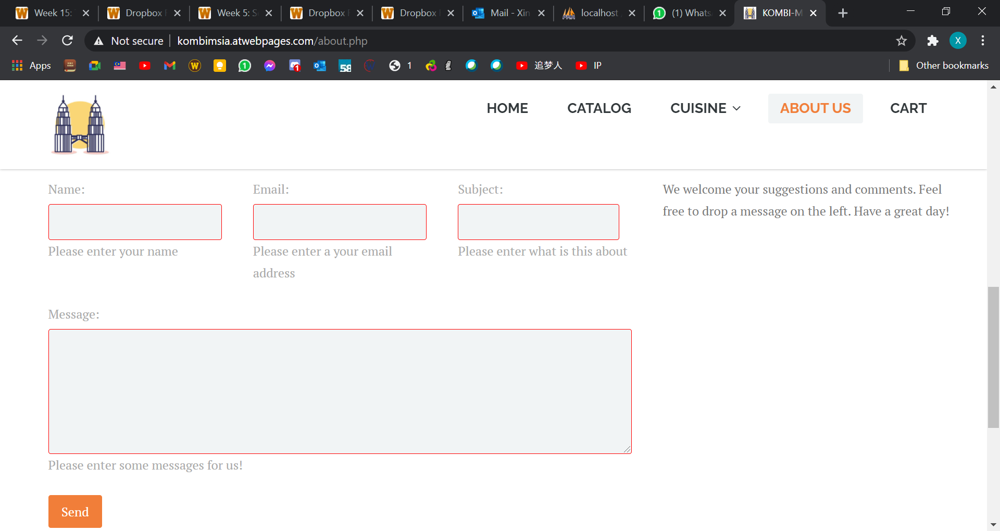 Week 15:
Dropbox
Week 5: S
Dropbox
Dropbox
Mail - Xin
localhost
(1) Whats
KOMBI-M
Not secure kombimsia.atwebpages.com/about.php
X
Apps
1
1
58
1
追梦人
IP
Other bookmarks
HOME
CATALOG
CUISINE
ABOUT US
CART
Name:
Email:
Subject:
We welcome your suggestions and comments. Feel
free to drop a message on the left. Have a great day!
Please enter your name
Please enter a your email
address
Please enter what is this about
Message:
Please enter some messages for us!
Send